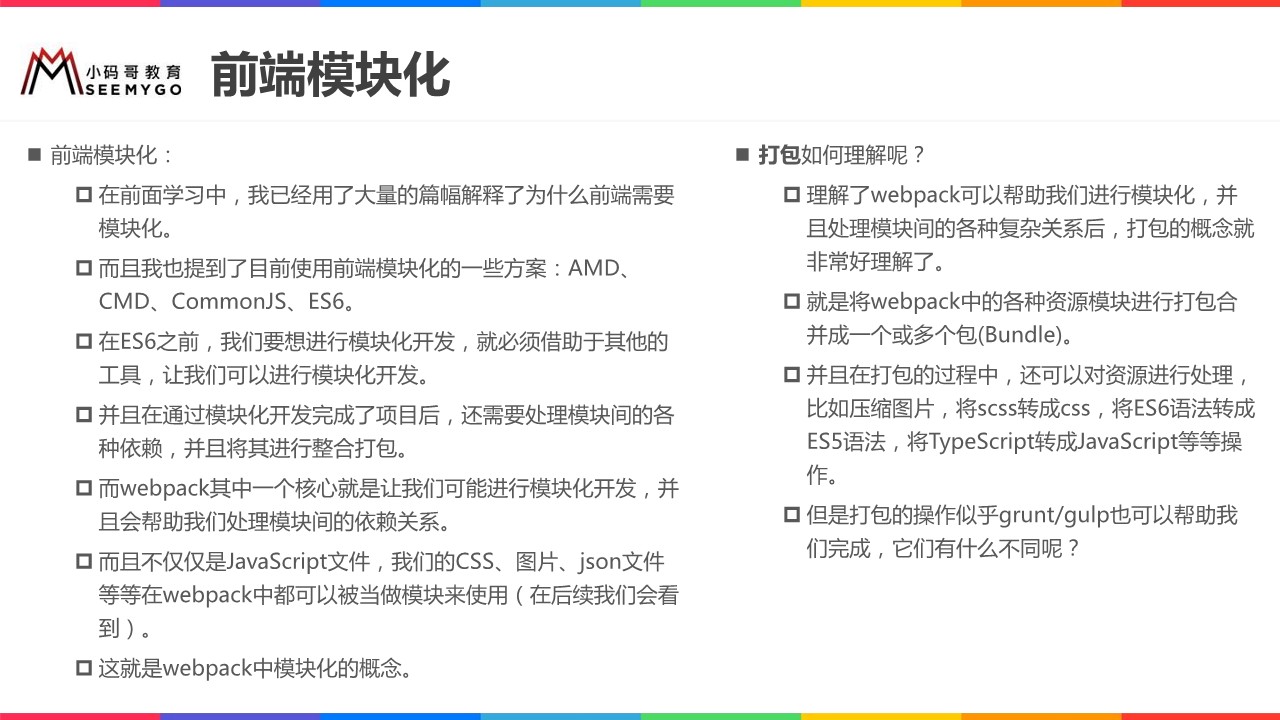 小码哥教育
SEEMYGO
前端模块化
前端模块化：
在前面学习中，我已经用了大量的篇幅解释了为什么前端需要
模块化。
而且我也提到了目前使用前端模块化的一些方案：AMD、
CMD、CommonJS、ES6。
在ES6之前，我们要想进行模块化开发，就必须借助于其他的
工具，让我们可以进行模块化开发。
并且在通过模块化开发完成了项目后，还需要处理模块间的各
种依赖，并且将其进行整合打包。
而webpack其中一个核心就是让我们可能进行模块化开发，并
且会帮助我们处理模块间的依赖关系。
而且不仅仅是JavaScript文件，我们的CSS、图片、json文件
等等在webpack中都可以被当做模块来使用（在后续我们会看
到）。
这就是webpack中模块化的概念。
打包如何理解呢？
理解了webpack可以帮助我们进行模块化，并
且处理模块间的各种复杂关系后，打包的概念就
非常好理解了。
就是将webpack中的各种资源模块进行打包合
并成一个或多个包(Bundle)。
并且在打包的过程中，还可以对资源进行处理，
比如压缩图片，将scss转成css，将ES6语法转成
ES5语法，将TypeScript转成JavaScript等等操
作。
但是打包的操作似乎grunt/gulp也可以帮助我
们完成，它们有什么不同呢？